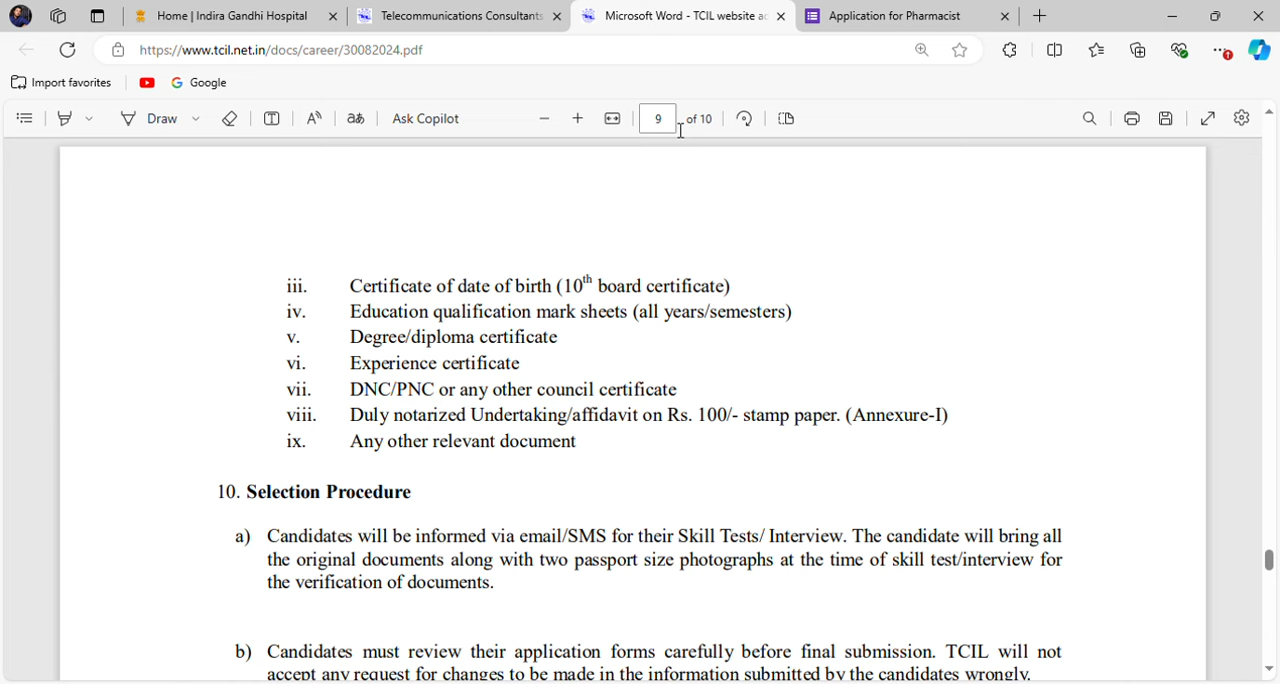 Home | Indira Gandhi Hospital
Telecommunications Consultants
Microsoft Word - TCIL website ac
Application for Pharmacist
https://www.tcil.net.in/docs/career/30082024.pdf
Import favorites
Google
Draw
aあ
Ask Copilot
9 of 10
iii. Certificate of date of birth (10th board certificate)
iv. Education qualification mark sheets (all years/semesters)
v. Degree/diploma certificate
vi. Experience certificate
vii. DNC/PNC or any other council certificate
viii. Duly notarized Undertaking/affidavit on Rs. 100/- stamp paper. (Annexure-I)
ix. Any other relevant document
10. Selection Procedure
a) Candidates will be informed via email/SMS for their Skill Tests/ Interview. The candidate will bring all
the original documents along with two passport size photographs at the time of skill test/interview for
the verification of documents.
b) Candidates must review their application forms carefully before final submission. TCIL will not
accept any request for changes to be made in the information submitted by the candidates wrongly.